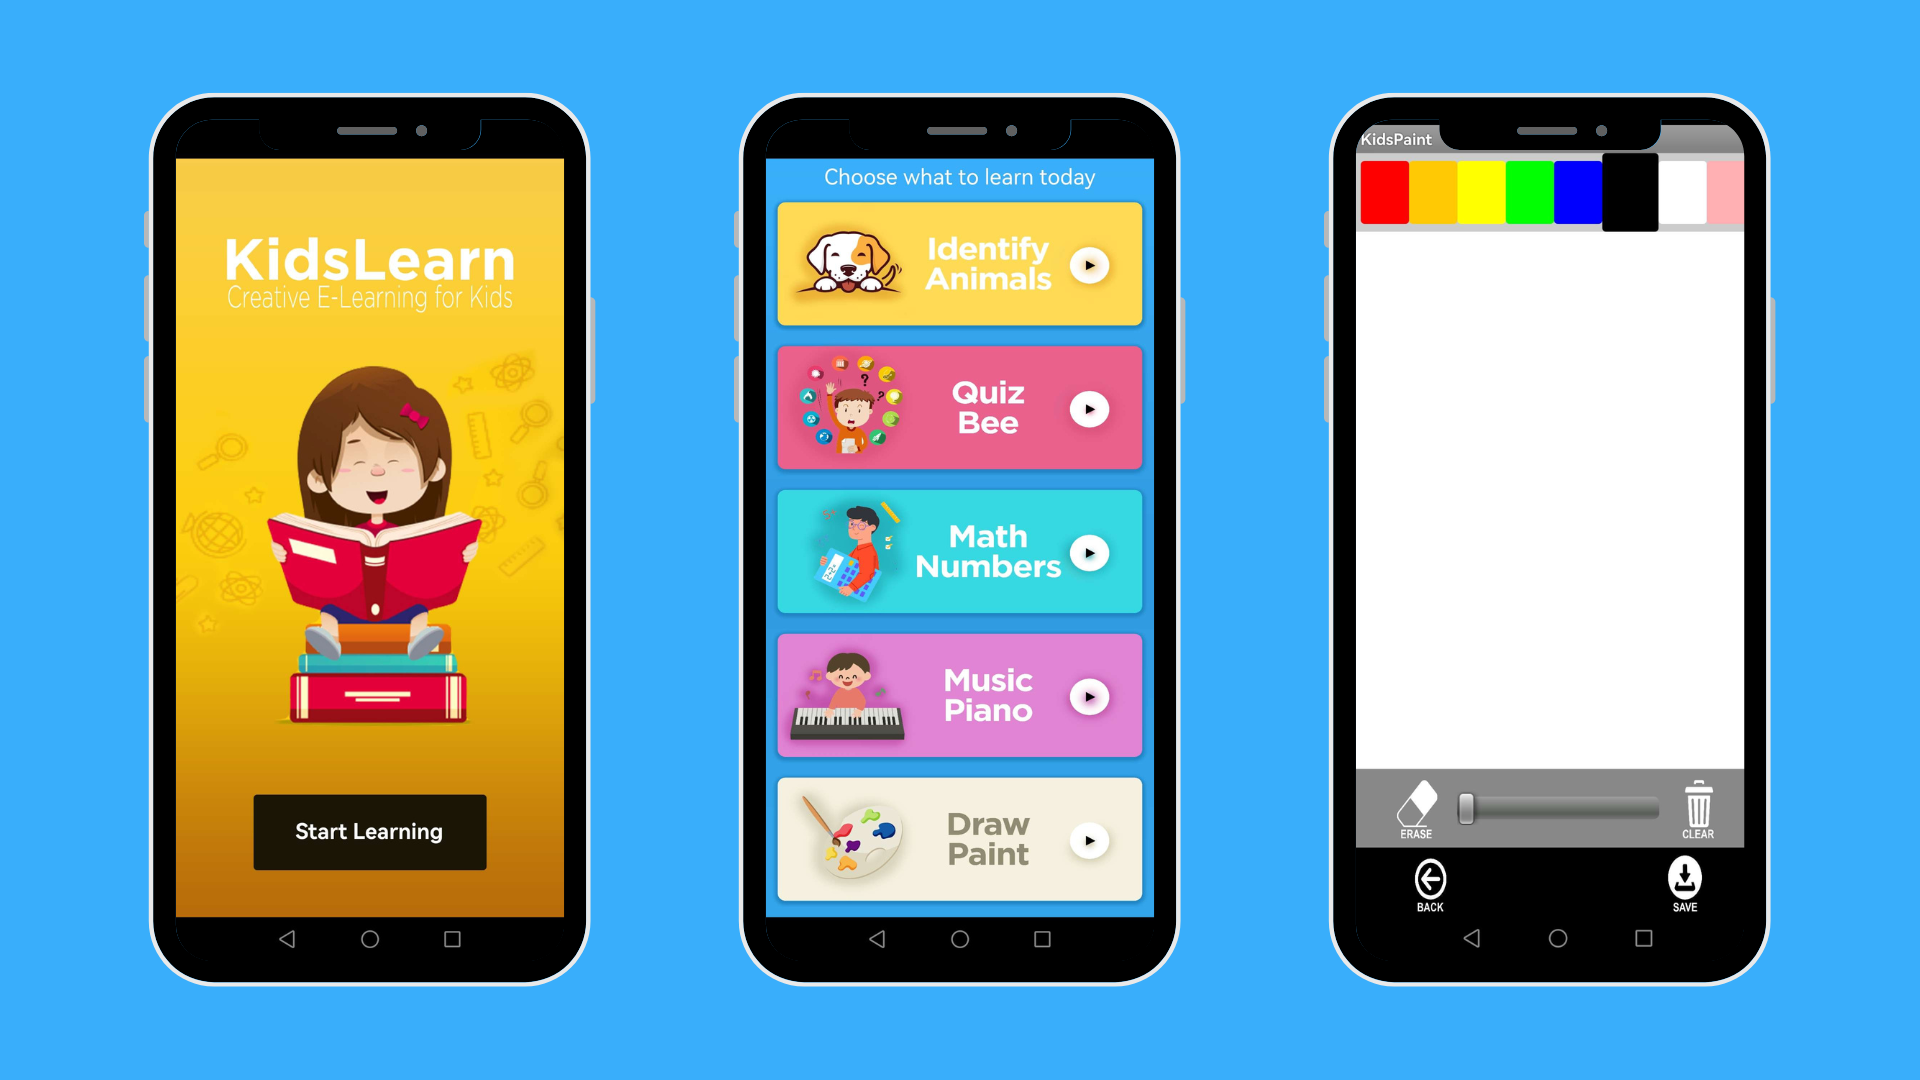 KidsLearn
Creative E-Learning for Kids
Start Learning
Choose what to learn today
Identify
Animals
Quiz
Bee
Math
Numbers
Music
Piano
Draw
Paint
KidsPaint
ERASE
CLEAR
BACK
SAVE